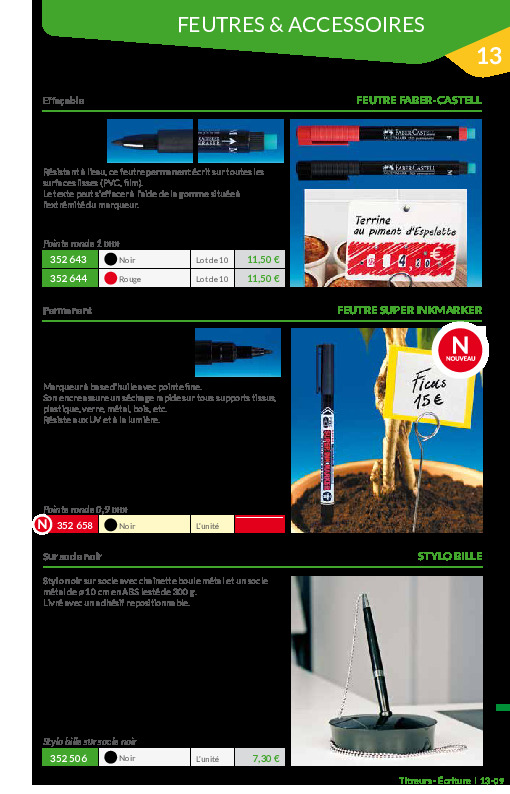 FEUTRES & ACCESSOIRES
13
Effaçable
FEUTRE FABER-CASTELL
FABER-CASTELL
FABER-CASTELL
Résistant à l'eau, ce feutre permanent écrit sur toutes les
surfaces lisses (PVC, film).
Le texte peut s'effacer à l'aide de la gomme située à
l'extrémité du marqueur.
Terrine
au piment d'Espelette
Pointe ronde 1 mm
352 643 Noir Lot de 10 11,50 €
352 644 Rouge Lot de 10 11,50 €
Permanent
FEUTRE SUPER INKMARKER
N
NOUVEAU
Marqueur à base d'huile avec pointe fine.
Son encre assure un séchage rapide sur tous supports tissus,
plastique, verre, métal, bois, etc.
Résiste aux UV et à la lumière.
Ficus
15 €
SUPER INKMARKER
Pointe ronde 0,9 mm
N 352 658 Noir L'unité
Sur socle noir
STYLO BILLE
Stylo noir sur socle avec chaînette boule métal et un socle
métal de ø 10 cm en ABS lesté de 300 g.
Livré avec un adhésif repositionnable.
Stylo bille sur socle noir
352 506 Noir L'unité 7,30 €
Titreurs - Écriture | 13-09